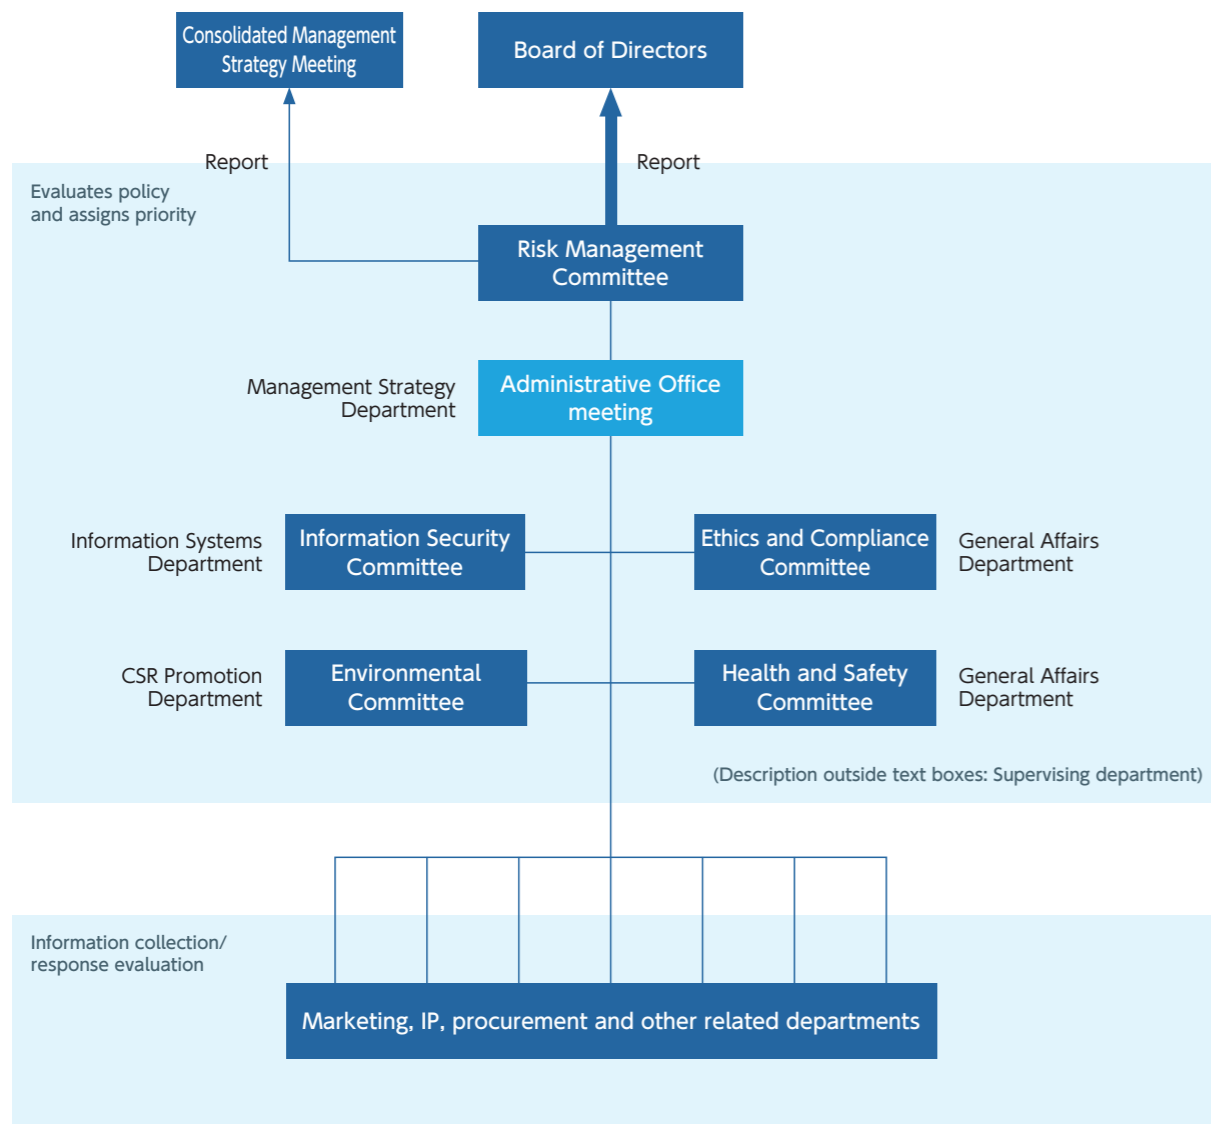 Consolidated Management
Strategy Meeting
Board of Directors
Report
Report
Evaluates policy
and assigns priority
Risk Management
Committee
Management Strategy
Department
Administrative Office
meeting
Information Systems
Department
Information Security
Committee
Ethics and Compliance
Committee
General Affairs
Department
CSR Promotion
Department
Environmental
Committee
Health and Safety
Committee
General Affairs
Department
(Description outside text boxes: Supervising department)
Information collection/
response evaluation
Marketing, IP, procurement and other related departments